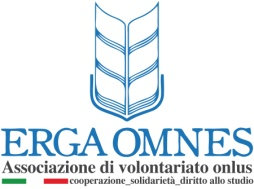 ERGA OMNES
Associazione di volontariato onlus
cooperazione_solidarietà_diritto allo studio